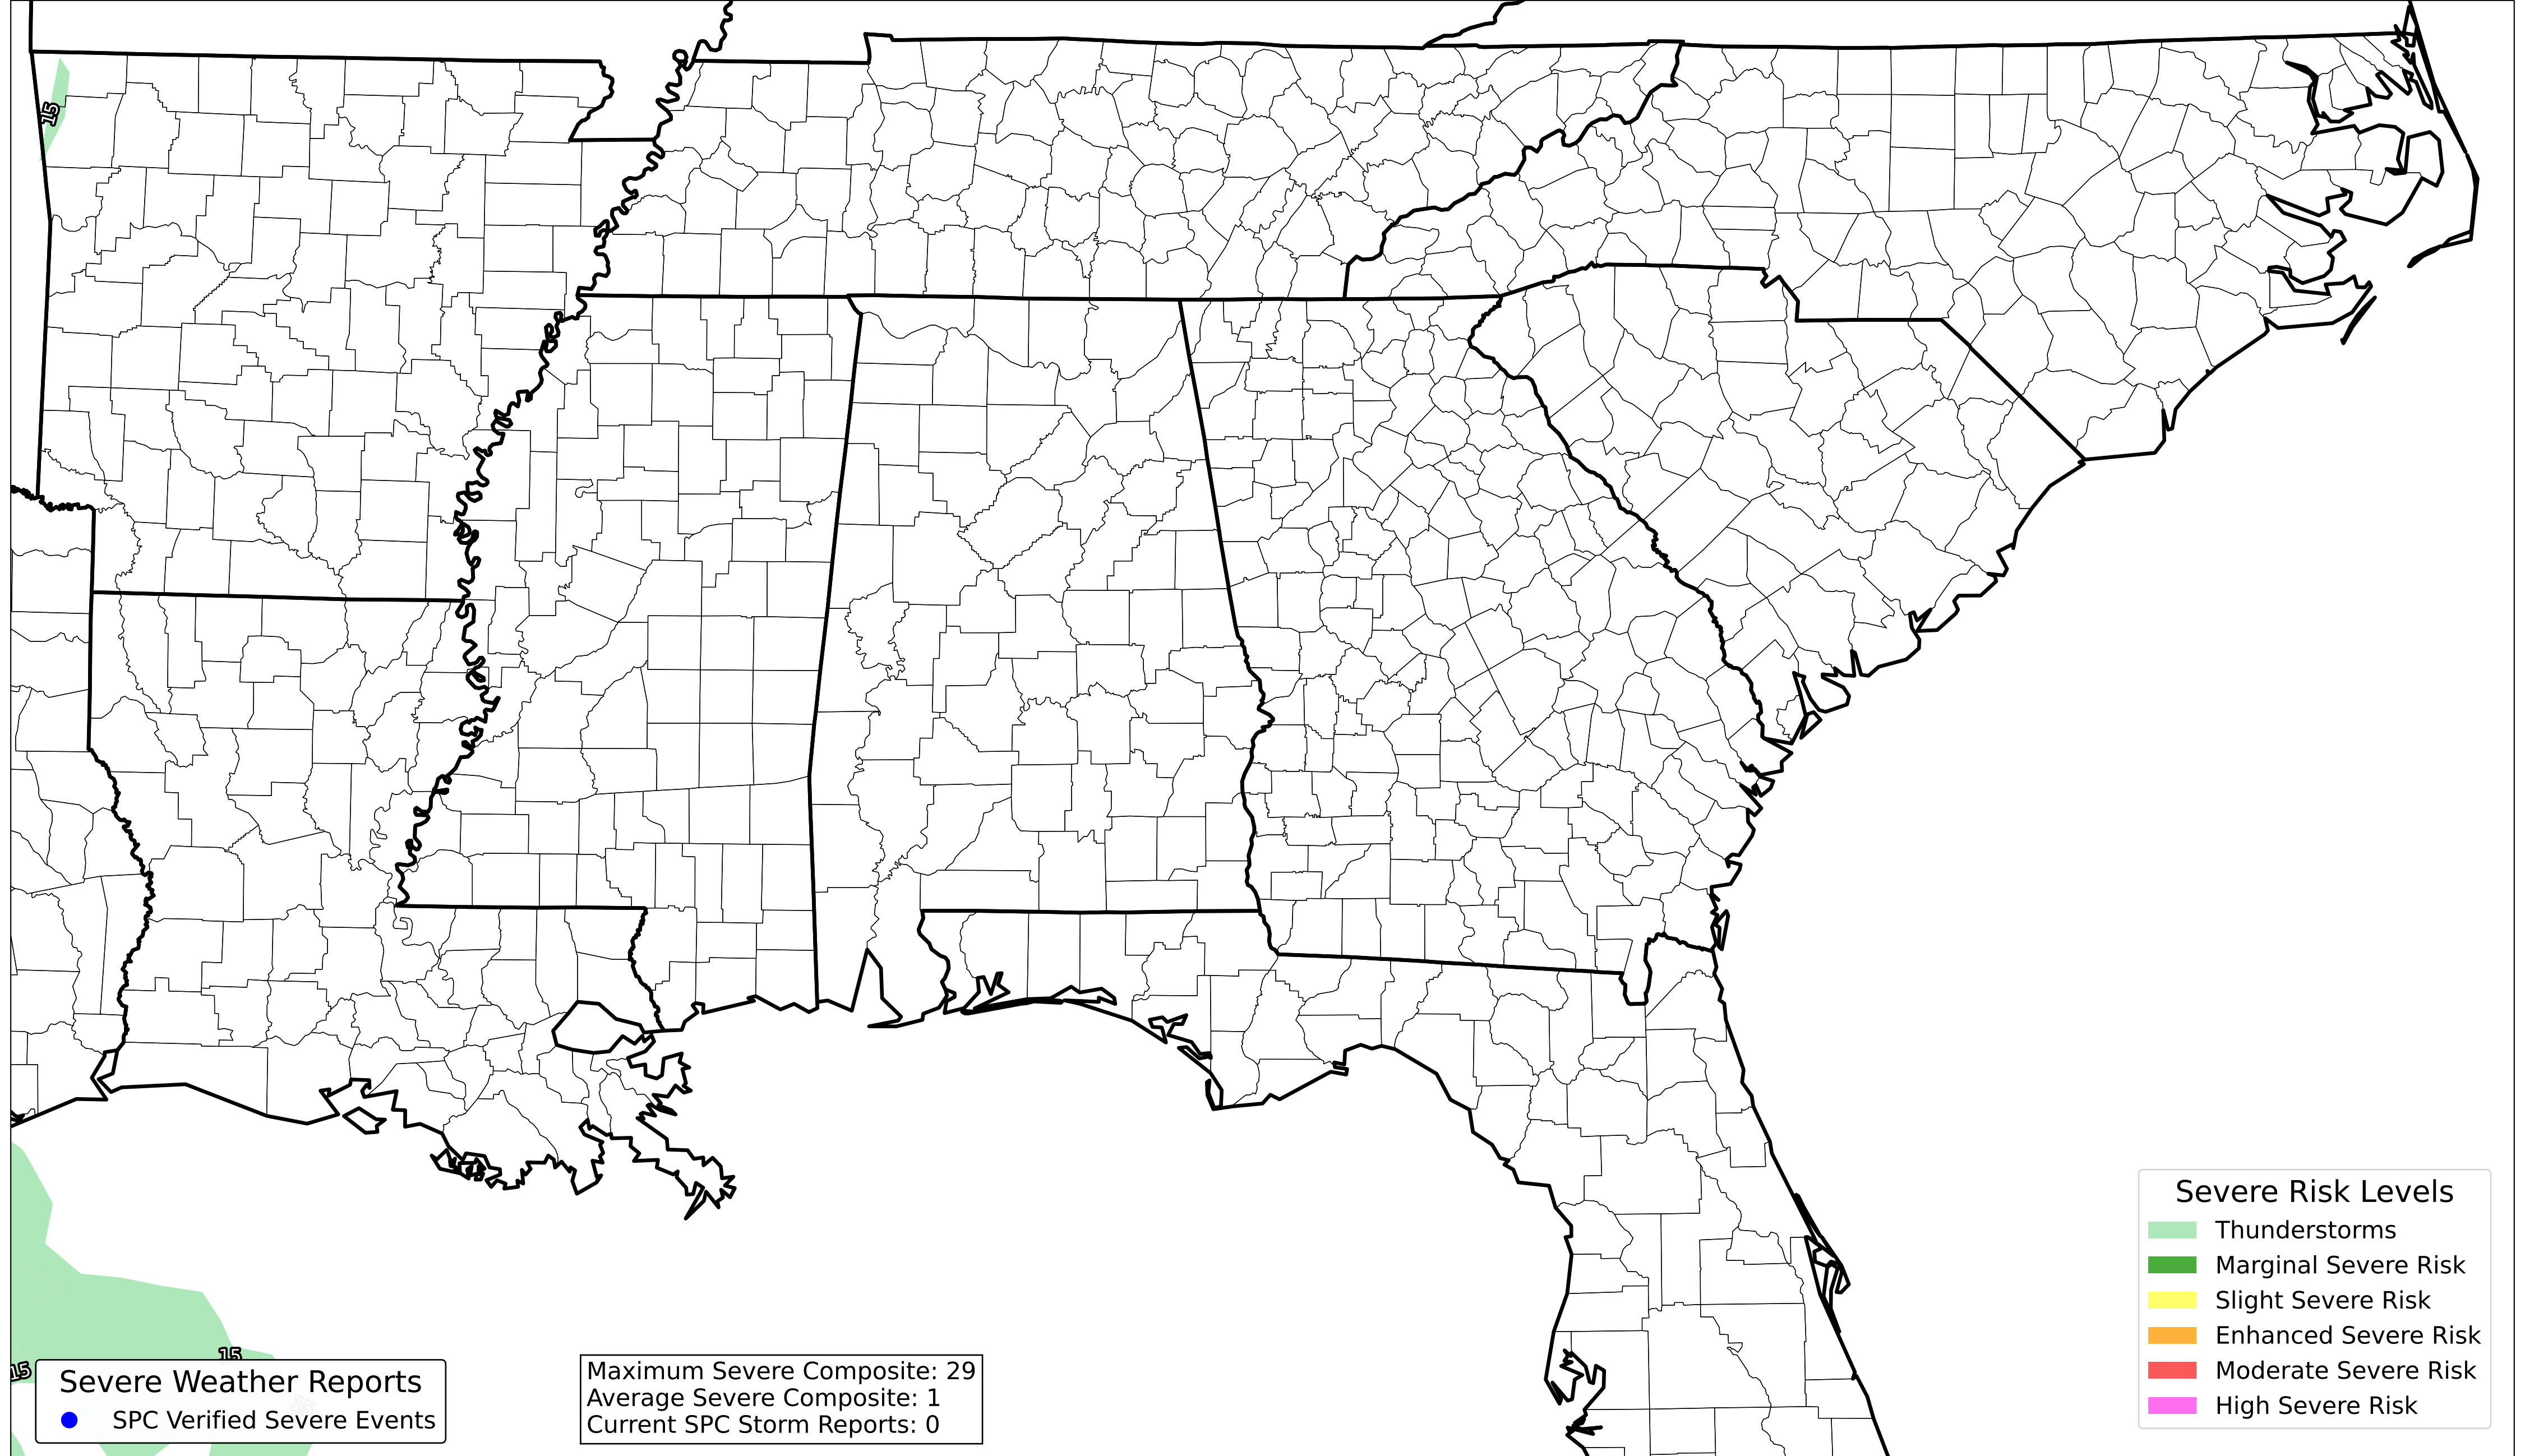 15
Severe Risk Levels
Thunderstorms
Marginal Severe Risk
Slight Severe Risk
Enhanced Severe Risk
Moderate Severe Risk
High Severe Risk
15
15
15
Severe Weather Reports
SPC Verified Severe Events
Maximum Severe Composite: 29
Average Severe Composite: 1
Current SPC Storm Reports: 0